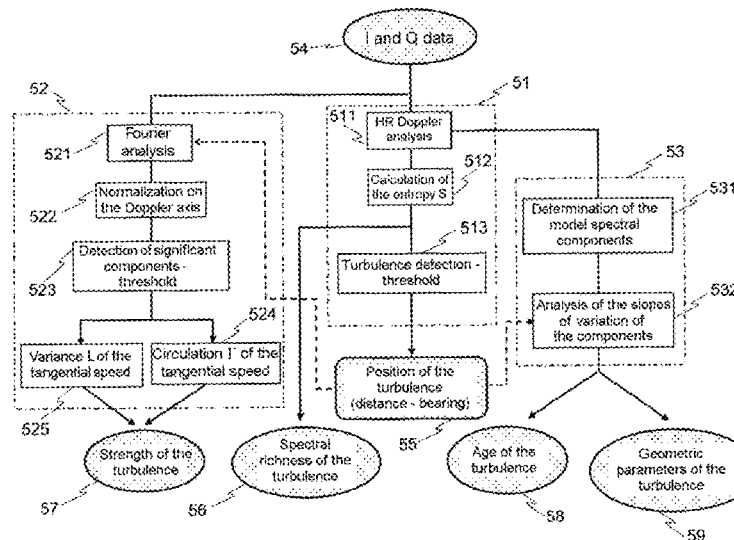 I and Q data
54
52
51
511
HR Doppler
analysis
521
Fourier
analysis
512
Calculation of
the entropy S
53
531
522
Normalization on
the Doppler axis
Determination of the
model spectral
components
513
523
Detection of significant
components -
threshold
Turbulence detection -
threshold
532
Analysis of the slopes
of variation of
the components
524
Variance L of the
tangential speed
Circulation Γ of the
tangential speed
525
Position of the
turbulence
(distance - bearing)
55
Strength of the
turbulence
57
Spectral
richness of the
turbulence
56
Age of the
turbulence
58
Geometric
parameters of the
turbulence
59